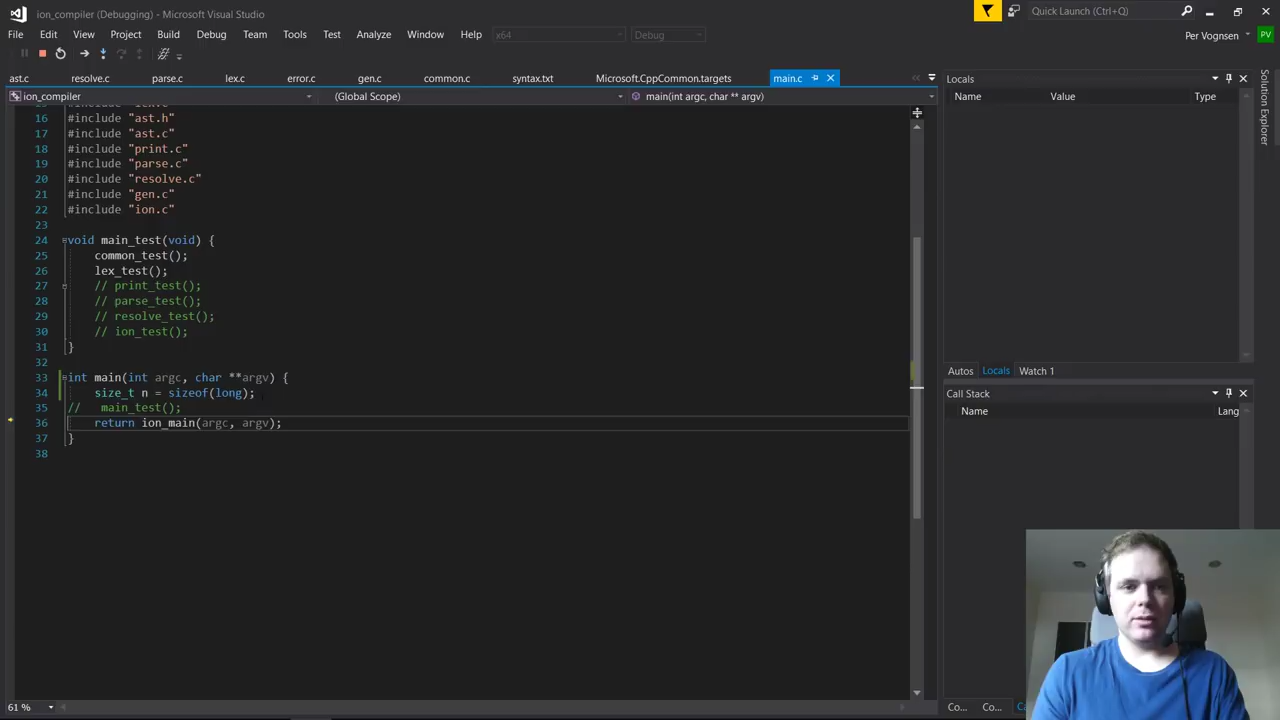 ion_compiler (Debugging) - Microsoft Visual Studio
Quick Launch (Ctrl+Q)
File Edit View Project Build Debug Team Tools Test Analyze Window Help x64 Debug Per Vognsen PV
ast.c resolve.c parse.c lex.c error.c gen.c common.c syntax.txt Microsoft.CppCommon.targets main.c
ion_compiler (Global Scope) main(int argc, char ** argv)
16 #include "ast.h"
17 #include "ast.c"
18 #include "print.c"
19 #include "parse.c"
20 #include "resolve.c"
21 #include "gen.c"
22 #include "ion.c"
23
24 void main_test(void) {
25 common_test();
26 lex_test();
27 // print_test();
28 // parse_test();
29 // resolve_test();
30 // ion_test();
31 }
32
33 int main(int argc, char **argv) {
34 size_t n = sizeof(long);
35 // main_test();
36 return ion_main(argc, argv);
37 }
38
61 %
Locals
Name Value Type
Autos Locals Watch 1
Call Stack
Name Lang
Co... Co...
Solution Explorer